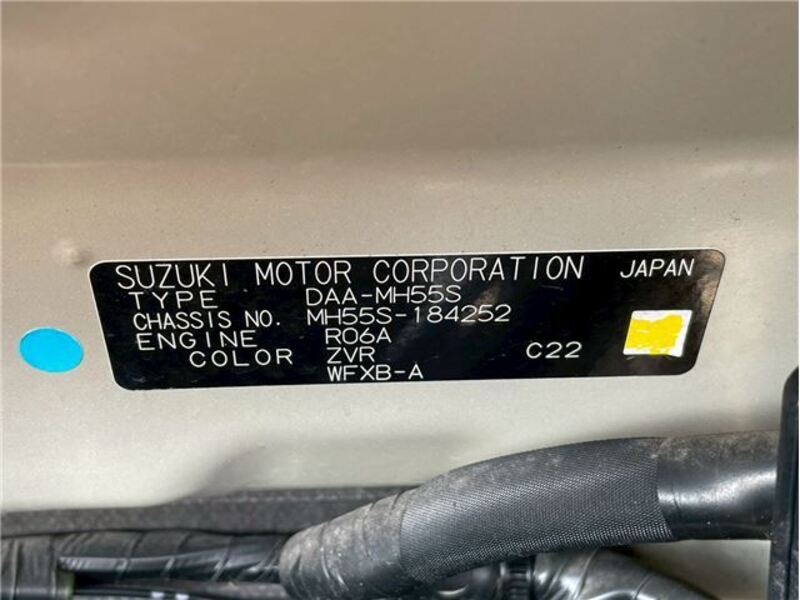 SUZUKI MOTOR CORPORATION JAPAN
TYPE DAA-MH55S
CHASSIS NO. MH55S-184252
ENGINE R06A
COLOR ZVR C22
WFXB-A